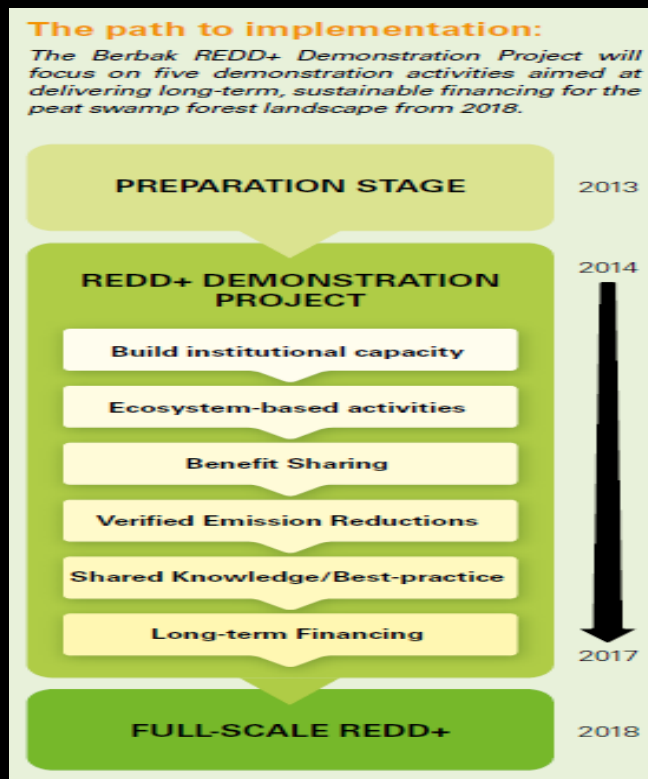 The path to implementation:
The Berbak REDD+ Demonstration Project will
focus on five demonstration activities aimed at
delivering long-term, sustainable financing for the
peat swamp forest landscape from 2018.
PREPARATION STAGE
2013
2014
REDD+ DEMONSTRATION
PROJECT
Build institutional capacity
Ecosystem-based activities
Benefit Sharing
Verified Emission Reductions
Shared Knowledge/Best-practice
Long-term Financing
2017
FULL-SCALE REDD+
2018